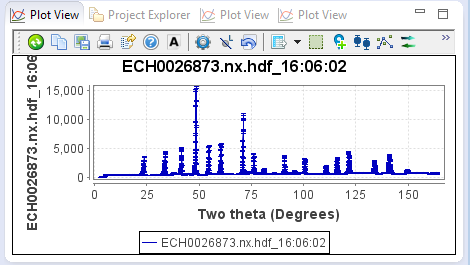 Plot View Project Explorer Plot View Plot View
A
ECH0026873.nx.hdf_16:06:02
ECH0026873.nx.hdf_16:06
15,000
10,000
5,000
0
0 25 50 75 100 125 150
Two theta (Degrees)
ECH0026873.nx.hdf_16:06:02